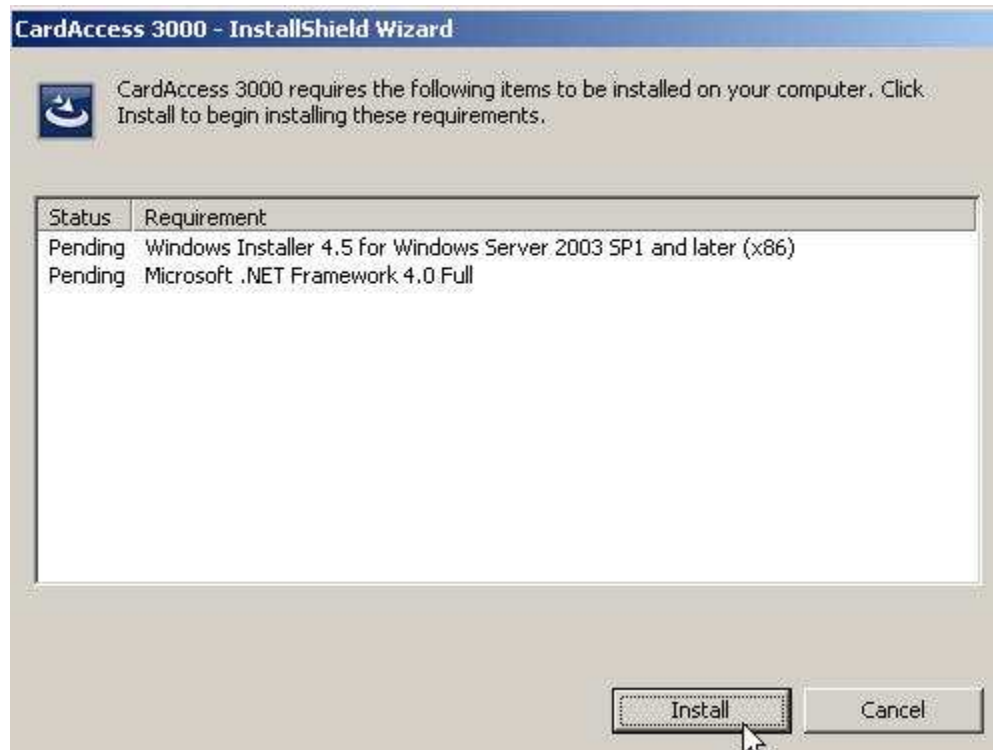 CardAccess 3000 - InstallShield Wizard
CardAccess 3000 requires the following items to be installed on your computer. Click
Install to begin installing these requirements.
Status Requirement
Pending Windows Installer 4.5 for Windows Server 2003 SP1 and later (x86)
Pending Microsoft .NET Framework 4.0 Full
Install Cancel